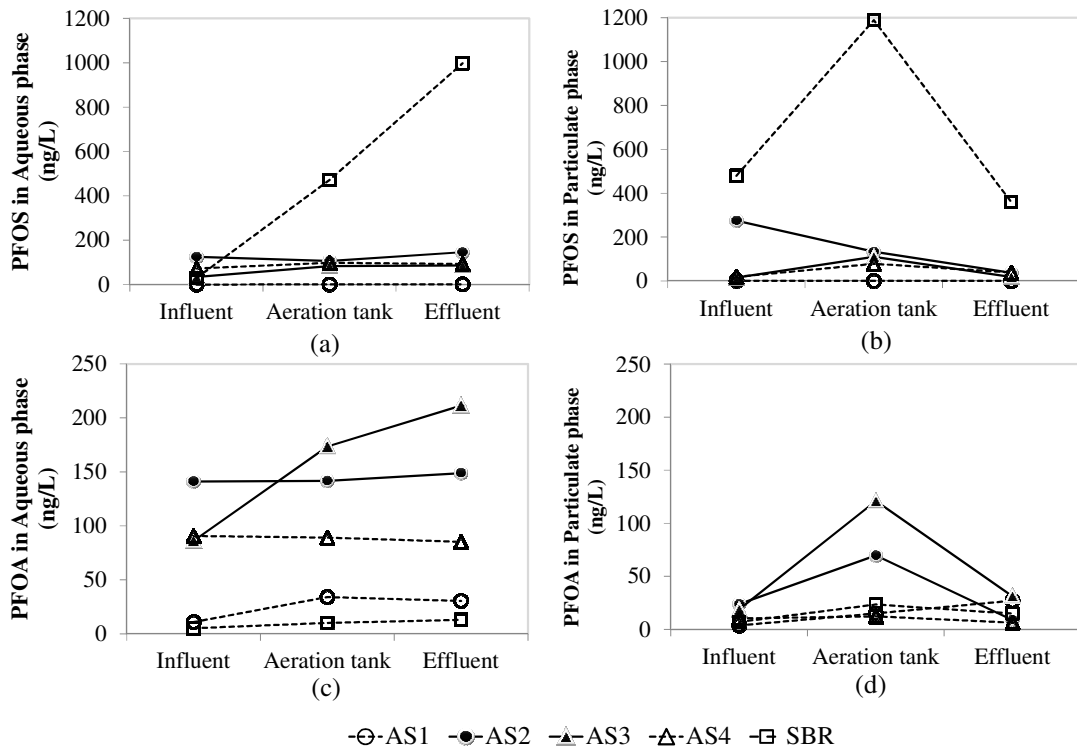 PFOS in Aqueous phase
(ng/L)
1200
1000
800
600
400
200
0
Influent Aeration tank Effluent
(a)
PFOS in Particulate phase
(ng/L)
1200
1000
800
600
400
200
0
Influent Aeration tank Effluent
(b)
PFOA in Aqueous phase
(ng/L)
250
200
150
100
50
0
Influent Aeration tank Effluent
(c)
PFOA in Particulate phase
(ng/L)
250
200
150
100
50
0
Influent Aeration tank Effluent
(d)
AS1 AS2 AS3 AS4 SBR